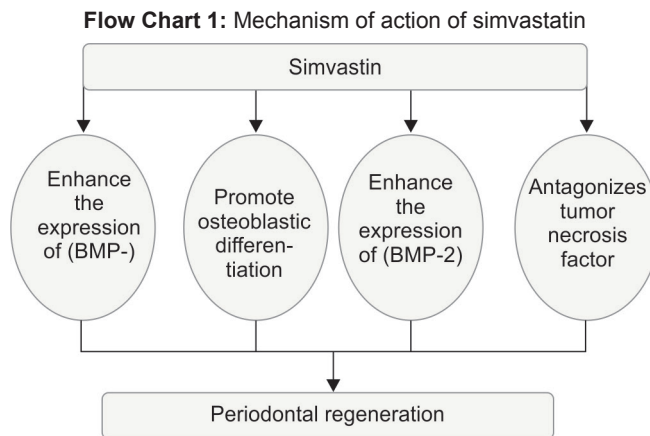 Flow Chart 1: Mechanism of action of simvastatin
Simvastin
Enhance
the
expression
of (BMP-)
Promote
osteoblastic
differen-
tiation
Enhance
the
expression
of (BMP-2)
Antagonizes
tumor
necrosis
factor
Periodontal regeneration